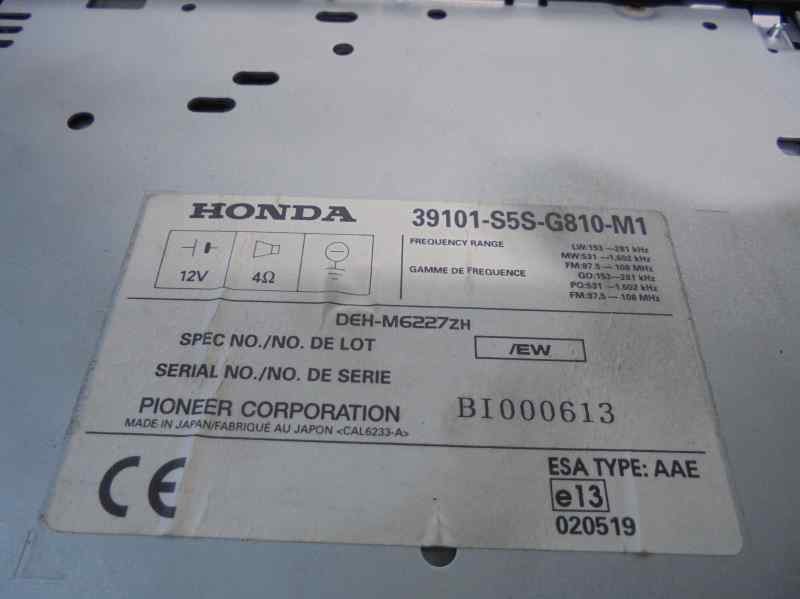 HONDA 39101-S5S-G810-M1
12V 4Ω
FREQUENCY RANGE LW:153—281 kHz
MW:531—1,602 kHz
FM:87.5—108 MHz
GAMME DE FREQUENCE GO:153—281 kHz
PO:531—1,602 kHz
FM:87.5—108 MHz
DEH-M6227ZH
SPEC NO./NO. DE LOT /EW
SERIAL NO./NO. DE SERIE
PIONEER CORPORATION BI000613
MADE IN JAPAN/FABRIQUÉ AU JAPON <CAL6233-A>
CE
ESA TYPE: AAE
e13
020519